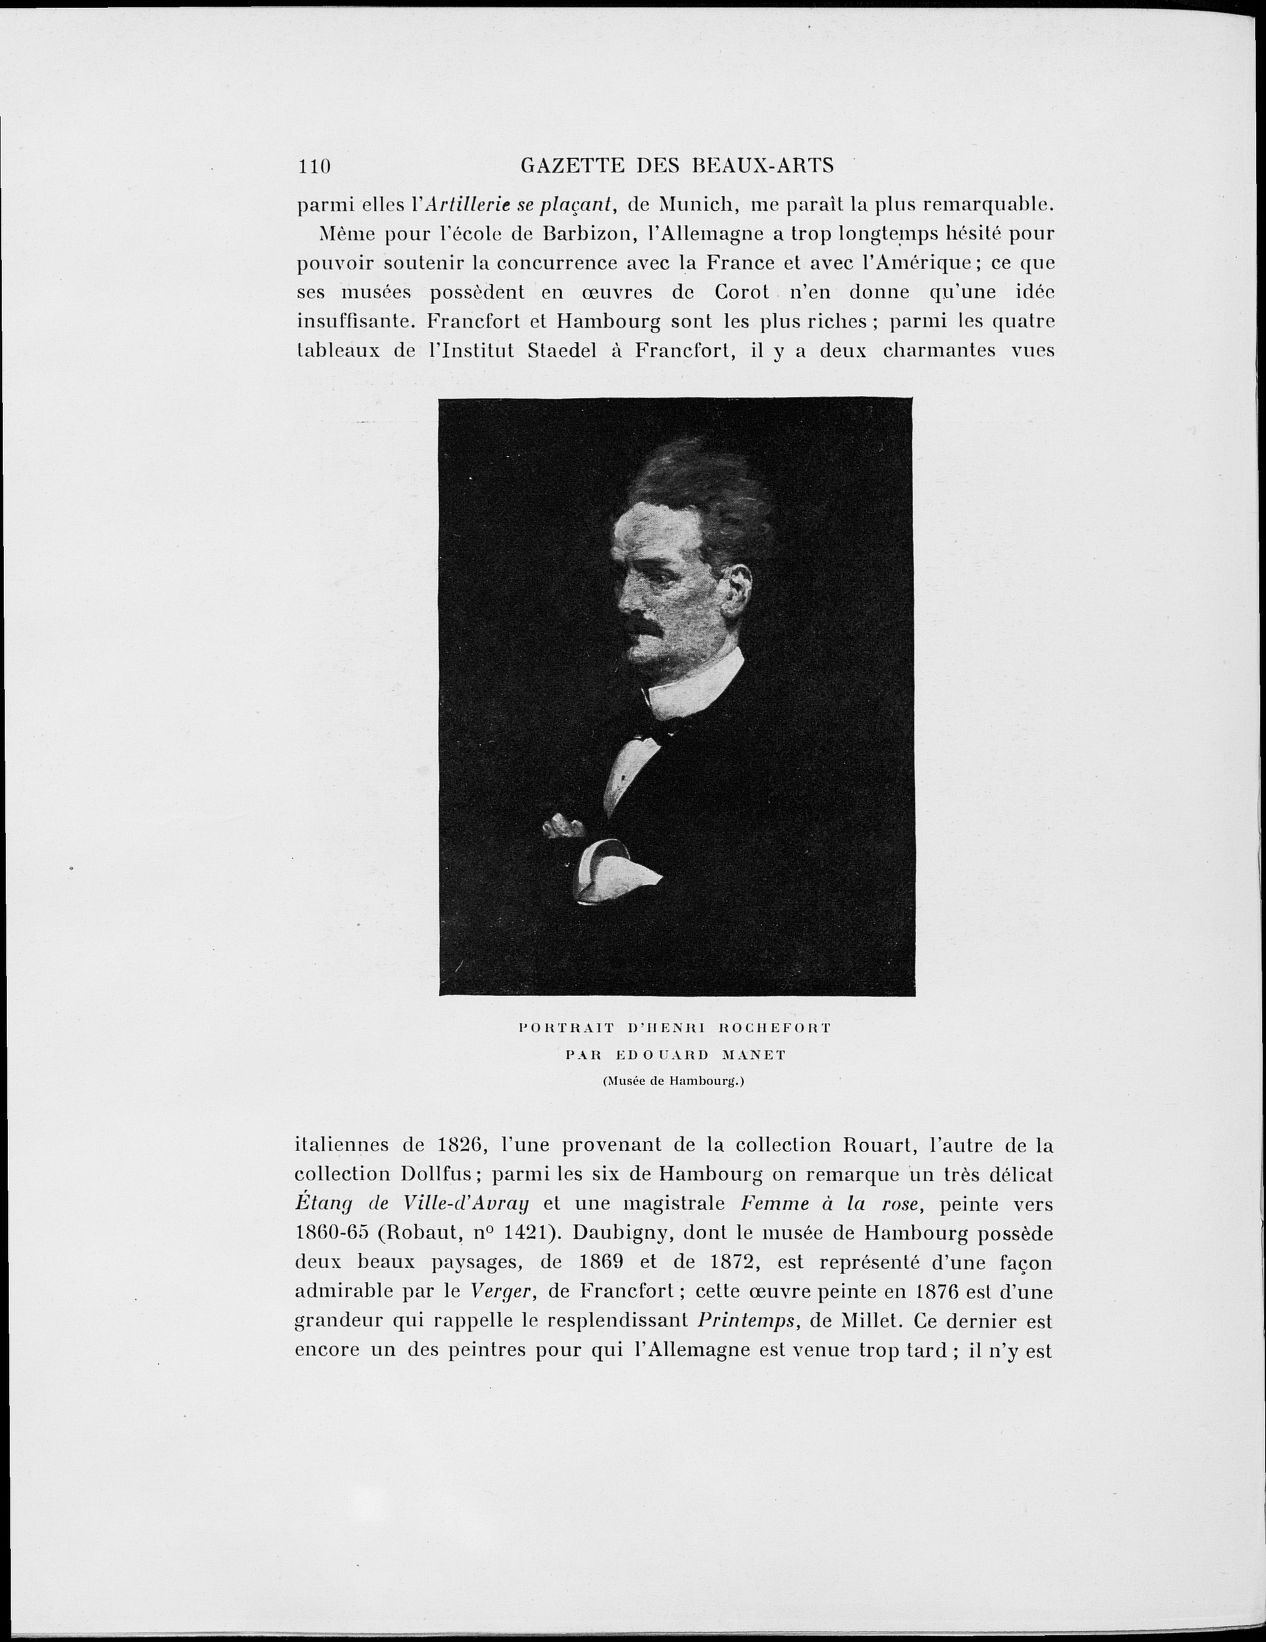 110
GAZETTE DES BEAUX-ARTS
parmi elles l'Artillerie se plaçant, de Munich, me paraît la plus remarquable.
Même pour l'école de Barbizon, l'Allemagne a trop longtemps hésité pour
pouvoir soutenir la concurrence avec la France et avec l'Amérique ; ce que
ses musées possèdent en œuvres de Corot n'en donne qu'une idée
insuffisante. Francfort et Hambourg sont les plus riches ; parmi les quatre
tableaux de l'Institut Staedel à Francfort, il y a deux charmantes vues
PORTRAIT D'HENRI ROCHEFORT
PAR EDOUARD MANET
(Musée de Hambourg.)
italiennes de 1826, l'une provenant de la collection Rouart, l'autre de la
collection Dollfus ; parmi les six de Hambourg on remarque un très délicat
Étang de Ville-d'Avray et une magistrale Femme à la rose, peinte vers
1860-65 (Robaut, nº 1421). Daubigny, dont le musée de Hambourg possède
deux beaux paysages, de 1869 et de 1872, est représenté d'une façon
admirable par le Verger, de Francfort ; cette œuvre peinte en 1876 est d'une
grandeur qui rappelle le resplendissant Printemps, de Millet. Ce dernier est
encore un des peintres pour qui l'Allemagne est venue trop tard ; il n'y est